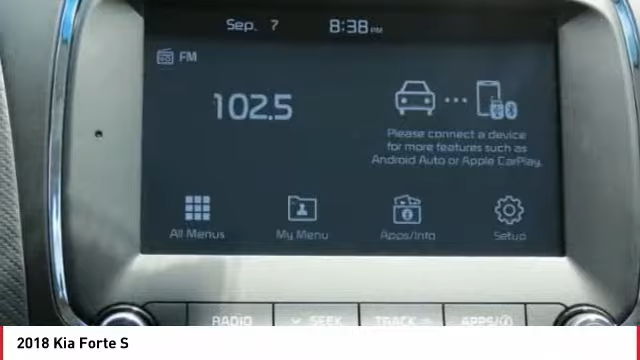 Sep. 7 8:38 PM
FM
102.5
Please connect a device
for more features such as
Android Auto or Apple CarPlay.
All Menus My Menu Apps/Info Setup
RADIO SEEK TRACK APPS/
2018 Kia Forte S